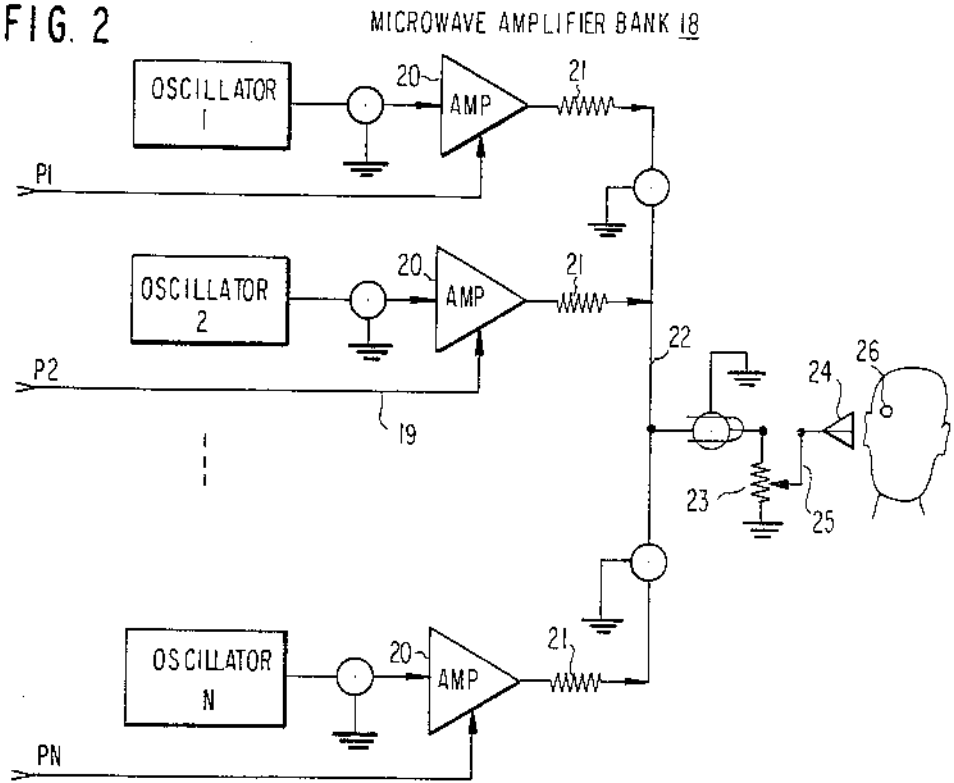 FIG. 2
MICROWAVE AMPLIFIER BANK 18
OSCILLATOR
1
20
AMP
21
P1
OSCILLATOR
2
20
AMP
21
P2
19
22
26
24
23
25
OSCILLATOR
N
20
AMP
21
PN